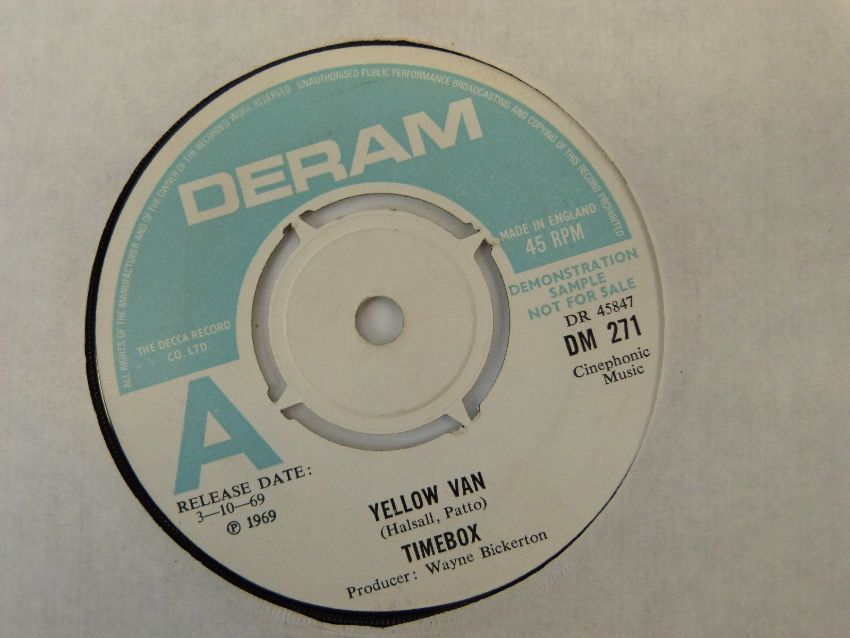 ALL RIGHTS OF THE MANUFACTURER AND OF THE OWNER OF THE RECORDED WORK RESERVED UNAUTHORISED PUBLIC PERFORMANCE BROADCASTING AND COPYING OF THIS RECORD PROHIBITED
DERAM
MADE IN ENGLAND
45 RPM
DEMONSTRATION
SAMPLE
NOT FOR SALE
DR 45847
DM 271
Cinephonic
Music
THE DECCA RECORD
CO. LTD.
A
RELEASE DATE:
3—10—69
℗ 1969
YELLOW VAN
(Halsall, Patto)
TIMEBOX
Producer: Wayne Bickerton